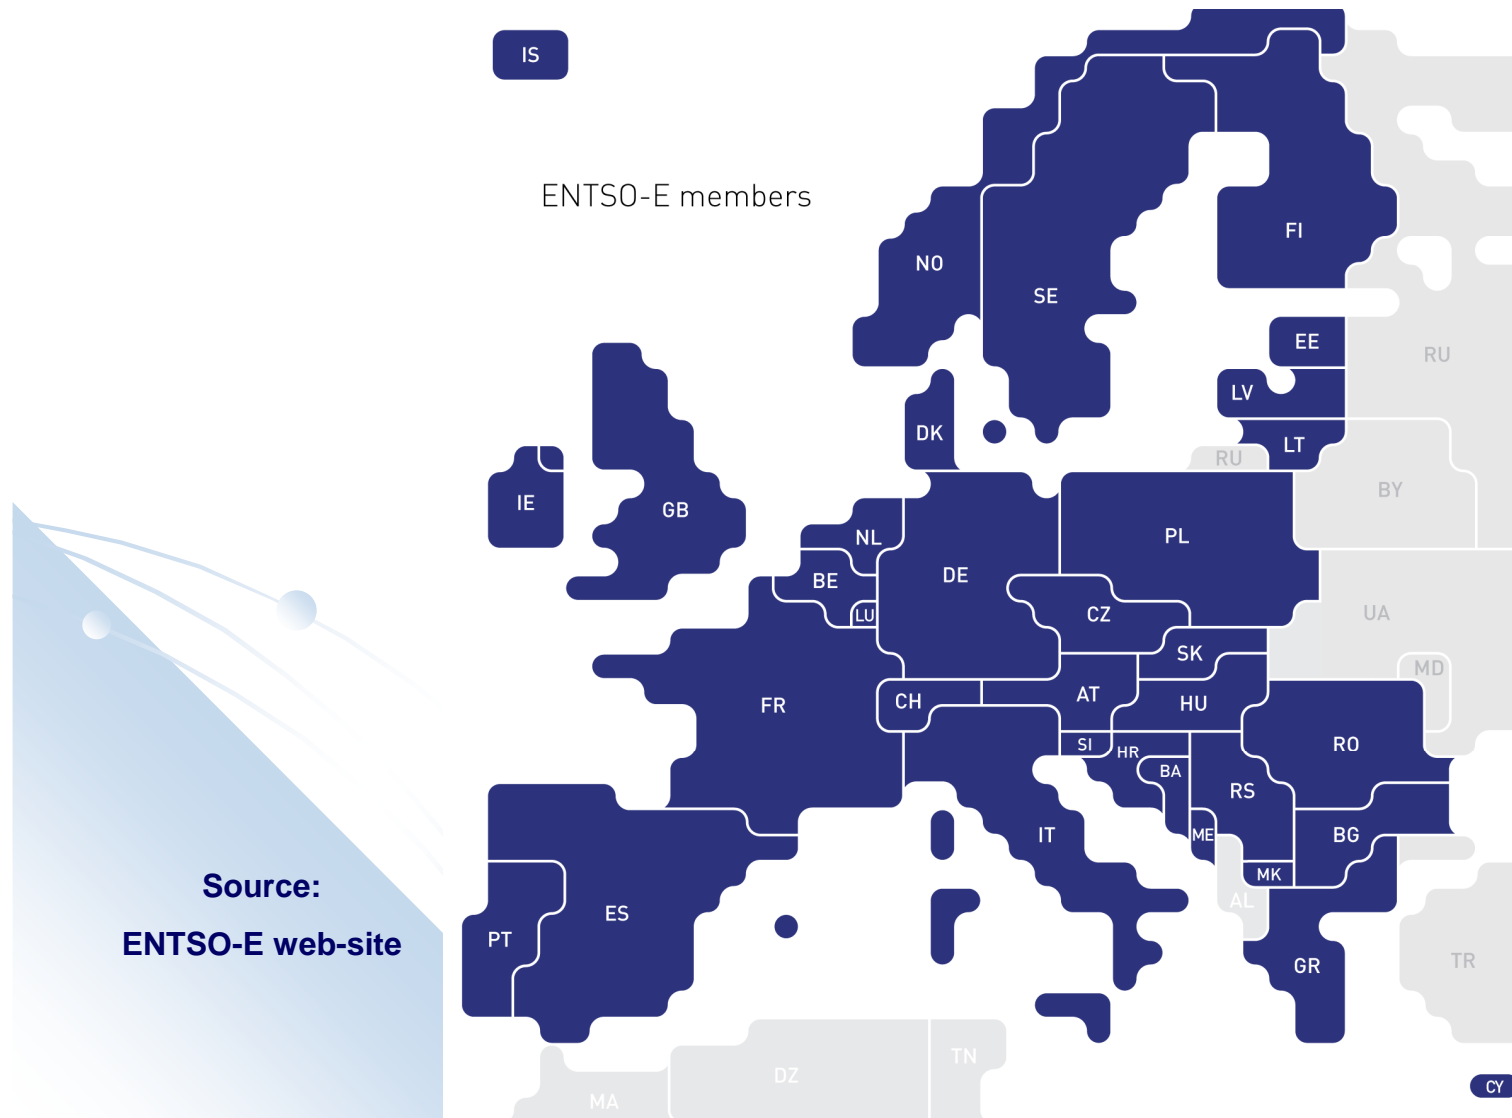 IS
ENTSO-E members
FI
NO
SE
EE
RU
LV
DK
LT
RU
BY
IE
GB
NL
PL
BE
DE
LU
CZ
UA
SK
MD
FR
CH
AT
HU
SI
HR
RO
BA
RS
IT
ME
BG
MK
Source:
AL
ES
PT
ENTSO-E web-site
GR
TR
TN
DZ
CY
MA